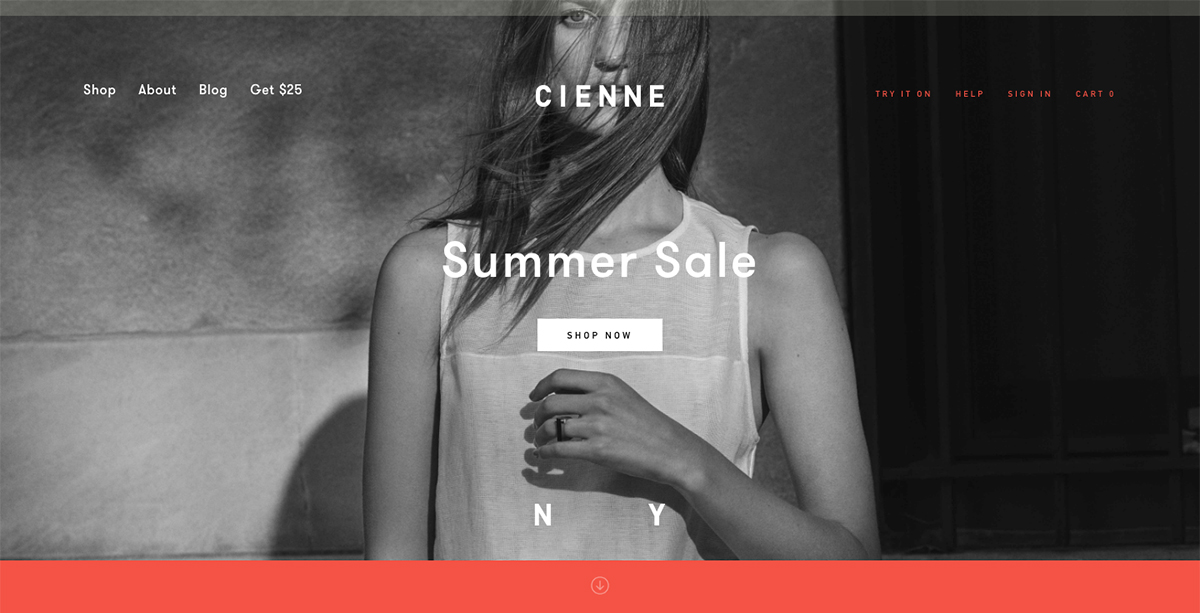 Shop About Blog Get $25
CIENNE
TRY IT ON HELP SIGN IN CART 0
Summer Sale
SHOP NOW
N Y